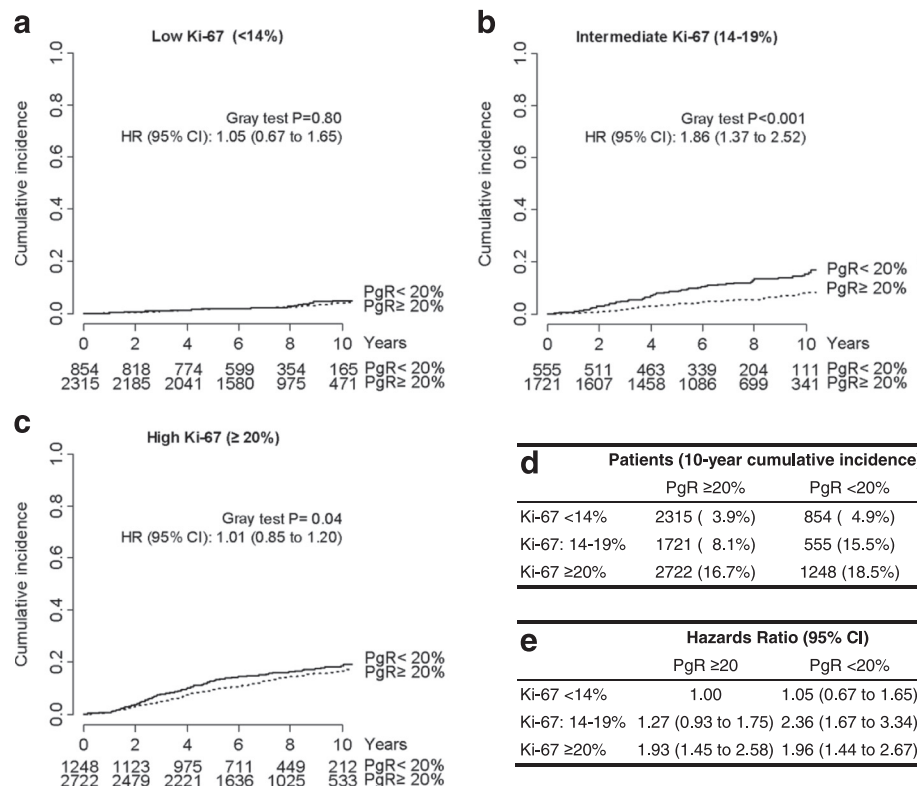 a
Low Ki-67 (<14%)
Cumulative incidence
1.0
0.8
0.6
0.4
0.2
0.0
Gray test P=0.80
HR (95% CI): 1.05 (0.67 to 1.65)
PgR< 20%
PgR≥ 20%
0 2 4 6 8 10 Years
854 818 774 599 354 165 PgR< 20%
2315 2185 2041 1580 975 471 PgR≥ 20%
b
Intermediate Ki-67 (14-19%)
Cumulative incidence
1.0
0.8
0.6
0.4
0.2
0.0
Gray test P<0.001
HR (95% CI): 1.86 (1.37 to 2.52)
PgR< 20%
PgR≥ 20%
0 2 4 6 8 10 Years
555 511 463 339 204 111 PgR< 20%
1721 1607 1458 1086 699 341 PgR≥ 20%
c
High Ki-67 (≥ 20%)
Cumulative incidence
1.0
0.8
0.6
0.4
0.2
0.0
Gray test P= 0.04
HR (95% CI): 1.01 (0.85 to 1.20)
PgR< 20%
PgR≥ 20%
0 2 4 6 8 10 Years
1248 1123 975 711 449 212 PgR< 20%
2722 2479 2221 1636 1025 533 PgR≥ 20%
d Patients (10-year cumulative incidence
PgR ≥20% PgR <20%
Ki-67 <14% 2315 ( 3.9%) 854 ( 4.9%)
Ki-67: 14-19% 1721 ( 8.1%) 555 (15.5%)
Ki-67 ≥20% 2722 (16.7%) 1248 (18.5%)
e Hazards Ratio (95% CI)
PgR ≥20 PgR <20%
Ki-67 <14% 1.00 1.05 (0.67 to 1.65)
Ki-67: 14-19% 1.27 (0.93 to 1.75) 2.36 (1.67 to 3.34)
Ki-67 ≥20% 1.93 (1.45 to 2.58) 1.96 (1.44 to 2.67)